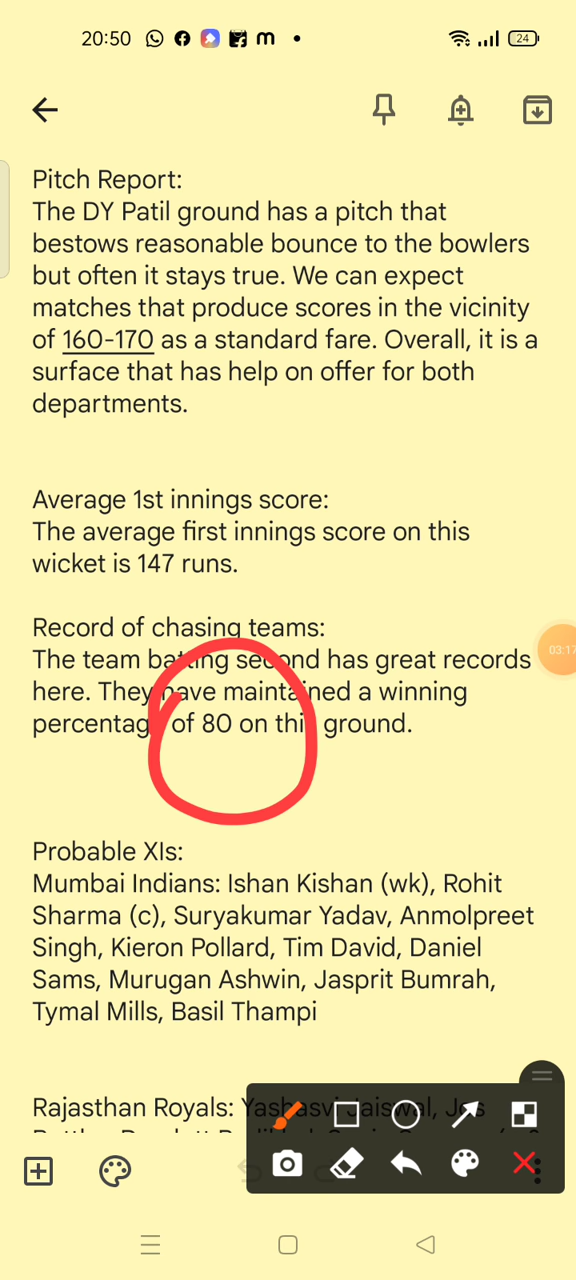 20:50
24
Pitch Report:
The DY Patil ground has a pitch that
bestows reasonable bounce to the bowlers
but often it stays true. We can expect
matches that produce scores in the vicinity
of 160-170 as a standard fare. Overall, it is a
surface that has help on offer for both
departments.
Average 1st innings score:
The average first innings score on this
wicket is 147 runs.
Record of chasing teams:
03:17
The team batting second has great records
here. They have maintained a winning
percentage of 80 on this ground.
Probable XIs:
Mumbai Indians: Ishan Kishan (wk), Rohit
Sharma (c), Suryakumar Yadav, Anmolpreet
Singh, Kieron Pollard, Tim David, Daniel
Sams, Murugan Ashwin, Jasprit Bumrah,
Tymal Mills, Basil Thampi
Rajasthan Royals: Yashasvi Jaiswal, Jos